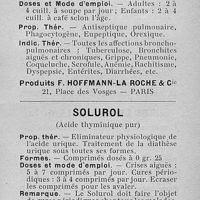 Doses et Mode d'emploi. — Adultes : 2 à
4 cuill. à soupe par jour ; Enfants : 2 à 4
cuill. à café selon l'âge.
Prop. Thér. — Antiseptique pulmonaire,
Phagocytogène, Eupeptique, Orexique.
Indic. Thér. — Toutes les affections broncho-
pulmonaires : Tuberculose, Bronchites
aiguës et chroniques, Grippe, Pneumonie,
Coqueluche, Scrofule, Anémie, Rachitisme,
Dyspepsie, Entérites, Diarrhées, etc.
Produits F. HOFFMANN-LA ROCHE & Cie
21, Place des Vosges — PARIS
SOLUROL
(Acide thyminique pur)
Prop. thér. — Eliminateur physiologique de
l'acide urique. Traitement de la diathèse
urique sous toutes ses formes.
Formes. — Comprimés dosés à 0 gr. 25
Doses et mode d'emploi. — Crises aiguës :
5 à 7 comprimés par jour. Cures pério-
diques : 3 à 4 comprimés par jour. Ecraser
les comprimés et avaler.
Remarque. — Le Solurol doit faire l'objet